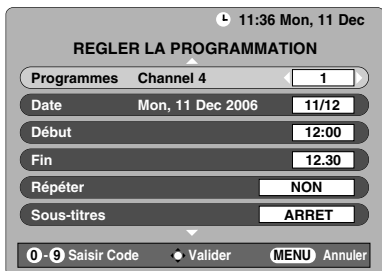 11:36 Mon, 11 Dec
REGLER LA PROGRAMMATION
Programmes Channel 4 1
Date Mon, 11 Dec 2006 11/12
Début 12:00
Fin 12.30
Répéter NON
Sous-titres ARRET
0 - 9 Saisir Code Valider MENU Annuler